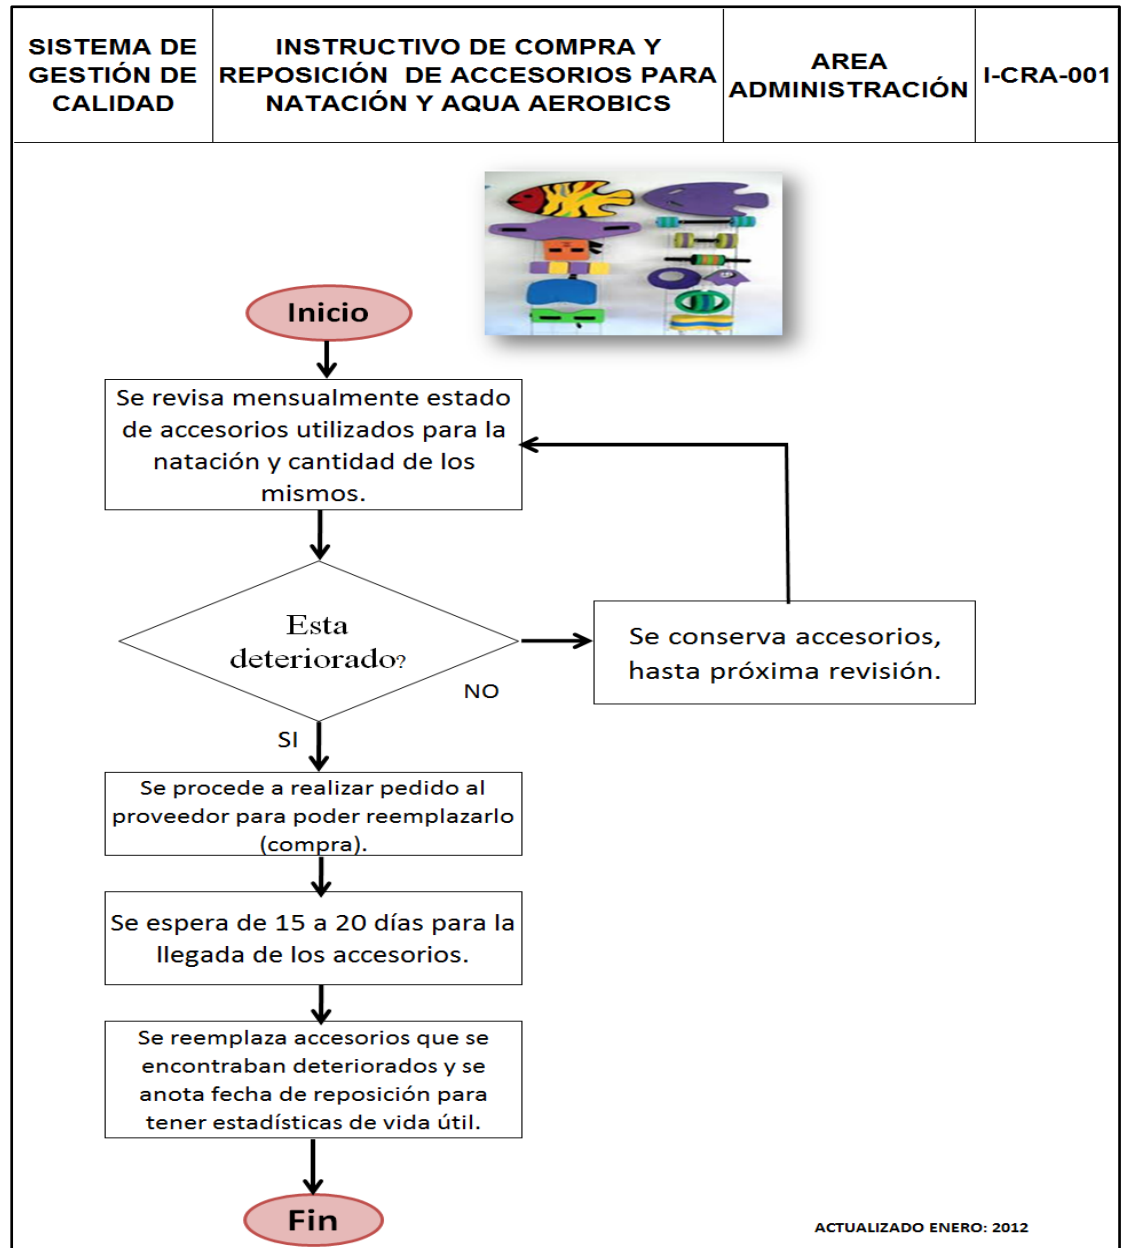 SISTEMA DE
GESTIÓN DE
CALIDAD
INSTRUCTIVO DE COMPRA Y
REPOSICIÓN DE ACCESORIOS PARA
NATACIÓN Y AQUA AEROBICS
AREA
ADMINISTRACIÓN
I-CRA-001
Inicio
Se revisa mensualmente estado
de accesorios utilizados para la
natación y cantidad de los
mismos.
Esta
deteriorado?
NO
Se conserva accesorios,
hasta próxima revisión.
SI
Se procede a realizar pedido al
proveedor para poder reemplazarlo
(compra).
Se espera de 15 a 20 días para la
llegada de los accesorios.
Se reemplaza accesorios que se
encontraban deteriorados y se
anota fecha de reposición para
tener estadísticas de vida útil.
Fin
ACTUALIZADO ENERO: 2012